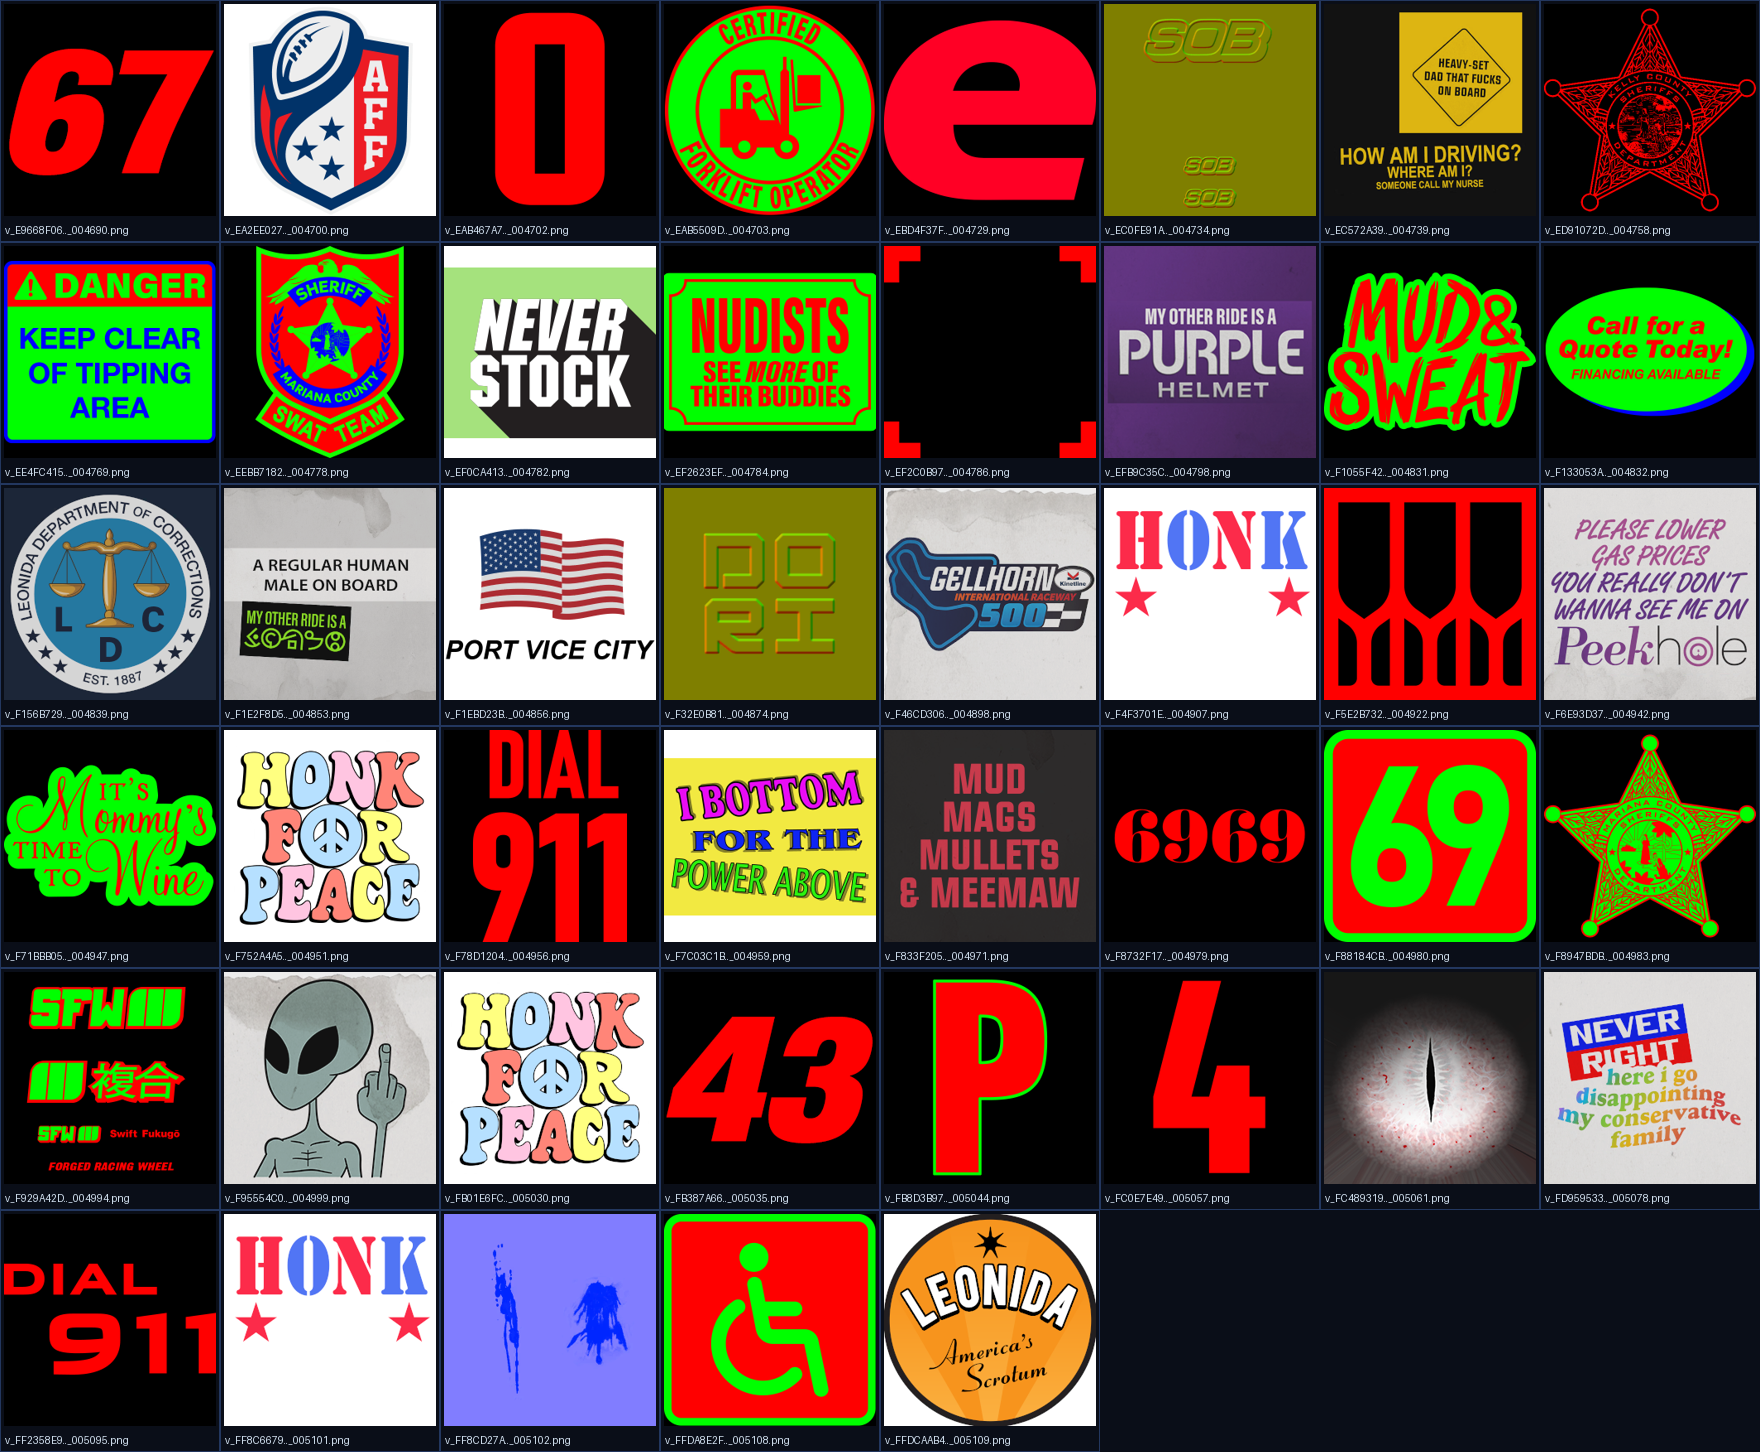 67
AFF
0
CERTIFIED
FORKLIFT OPERATOR
e
SOB
SOB
SOB
HEAVY-SET
DAD THAT FUCKS
ON BOARD
HOW AM I DRIVING?
WHERE AM I?
SOMEONE CALL MY NURSE
KELLY COUNTY
SHERIFFS
DEPARTMENT
v_E9668F06.._004690.png
v_EA2EE027.._004700.png
v_EAB467A7.._004702.png
v_EAB5509D.._004703.png
v_EBD4F37F.._004729.png
v_EC0FE91A.._004734.png
v_EC572A39.._004739.png
v_ED91072D.._004758.png
DANGER
KEEP CLEAR
OF TIPPING
AREA
SHERIFF
MARIANA COUNTY
SWAT TEAM
NEVER
STOCK
NUDISTS
SEE MORE OF
THEIR BUDDIES
MY OTHER RIDE IS A
PURPLE
HELMET
MUD&
SWEAT
Call for a
Quote Today!
FINANCING AVAILABLE
v_EE4FC415.._004769.png
v_EEBB7182.._004778.png
v_EF0CA413.._004782.png
v_EF2623EF.._004784.png
v_EF2C0B97.._004786.png
v_EFB9C35C.._004798.png
v_F1055F42.._004831.png
v_F133053A.._004832.png
LEONIDA DEPARTMENT OF CORRECTIONS
L D C
EST. 1887
A REGULAR HUMAN
MALE ON BOARD
MY OTHER RIDE IS A
PORT VICE CITY
DO
RI
GELLHORN
Kinetline
INTERNATIONAL RACEWAY
500
HONK
PLEASE LOWER
GAS PRICES
YOU REALLY DON'T
WANNA SEE ME ON
Peekhole
v_F156B729.._004839.png
v_F1E2F8D5.._004853.png
v_F1EBD23B.._004856.png
v_F32E0B81.._004874.png
v_F46CD306.._004898.png
v_F4F3701E.._004907.png
v_F5E2B732.._004922.png
v_F6E93D37.._004942.png
IT'S
Mommy's
TIME
TO Wine
HONK
FOR
PEACE
DIAL
911
I BOTTOM
FOR THE
POWER ABOVE
MUD
MAGS
MULLETS
& MEEMAW
6969
69
MARIANA COUNTY
SHERIFFS
DEPARTMENT
v_F71BBB05.._004947.png
v_F752A4A5.._004951.png
v_F78D1204.._004956.png
v_F7C03C1B.._004959.png
v_F833F205.._004971.png
v_F8732F17.._004979.png
v_F88184CB.._004980.png
v_F8947BDB.._004983.png
SFW
複合
SFW Swift Fukugō
FORGED RACING WHEEL
HONK
FOR
PEACE
43
P
4
NEVER
RIGHT
here i go
disappointing
my conservative
family
v_F929A42D.._004994.png
v_F95554C0.._004999.png
v_FB01E6FC.._005030.png
v_FB387A66.._005035.png
v_FB8D3B97.._005044.png
v_FC0E7E49.._005057.png
v_FC489319.._005061.png
v_FD959533.._005078.png
DIAL
911
HONK
LEONIDA
America's
Scrotum
v_FF2358E9.._005095.png
v_FF8C6679.._005101.png
v_FF8CD27A.._005102.png
v_FFDA8E2F.._005108.png
v_FFDCAAB4.._005109.png